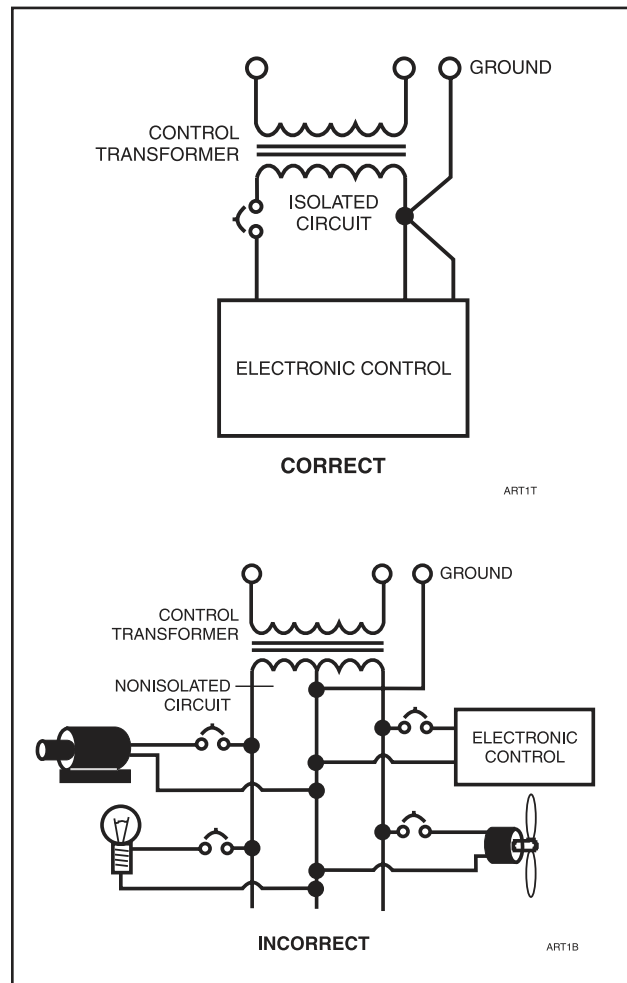 GROUND
CONTROL
TRANSFORMER
ISOLATED
CIRCUIT
ELECTRONIC CONTROL
CORRECT
ART1T
GROUND
CONTROL
TRANSFORMER
NONISOLATED
CIRCUIT
ELECTRONIC
CONTROL
INCORRECT
ART1B